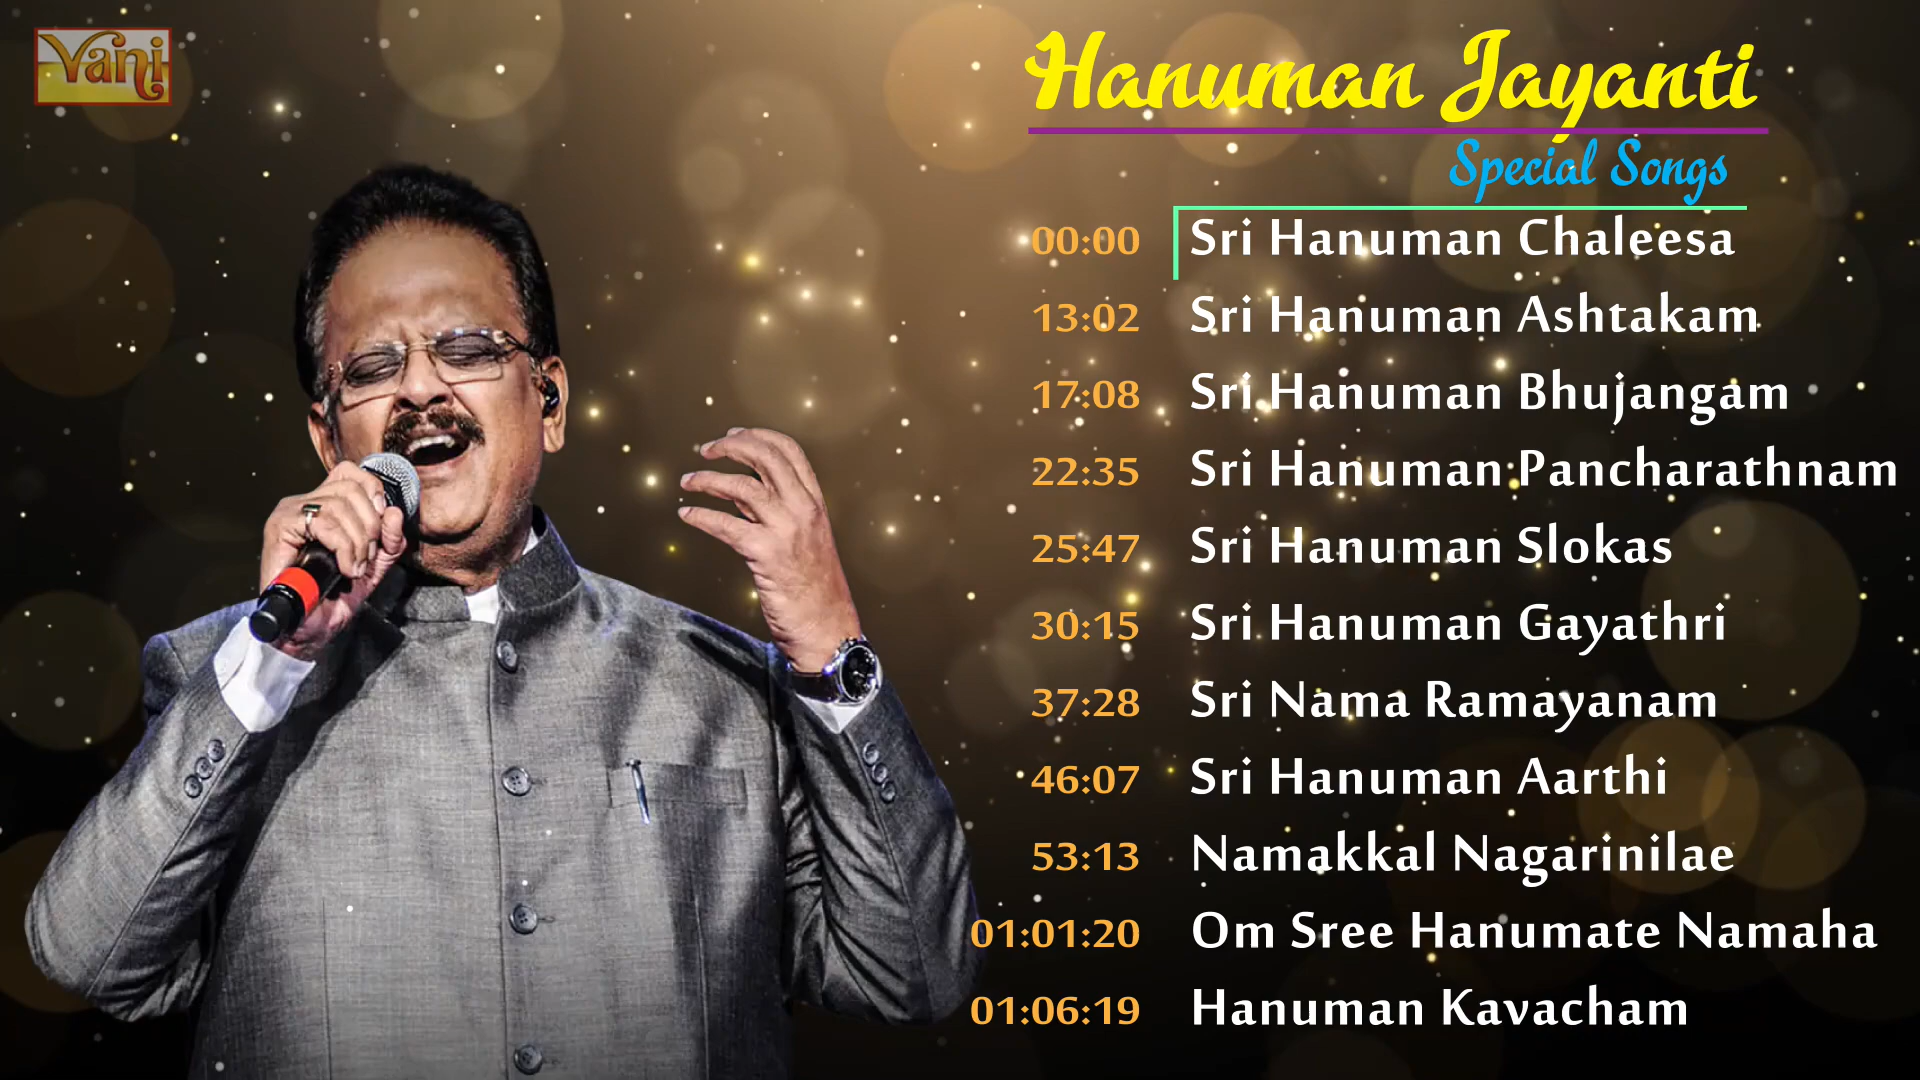 Vani
Hanuman Jayanti
Special Songs
00:00 Sri Hanuman Chaleesa
13:02 Sri Hanuman Ashtakam
17:08 Sri Hanuman Bhujangam
22:35 Sri Hanuman Pancharathnam
25:47 Sri Hanuman Slokas
30:15 Sri Hanuman Gayathri
37:28 Sri Nama Ramayanam
46:07 Sri Hanuman Aarthi
53:13 Namakkal Nagarinilae
01:01:20 Om Sree Hanumate Namaha
01:06:19 Hanuman Kavacham